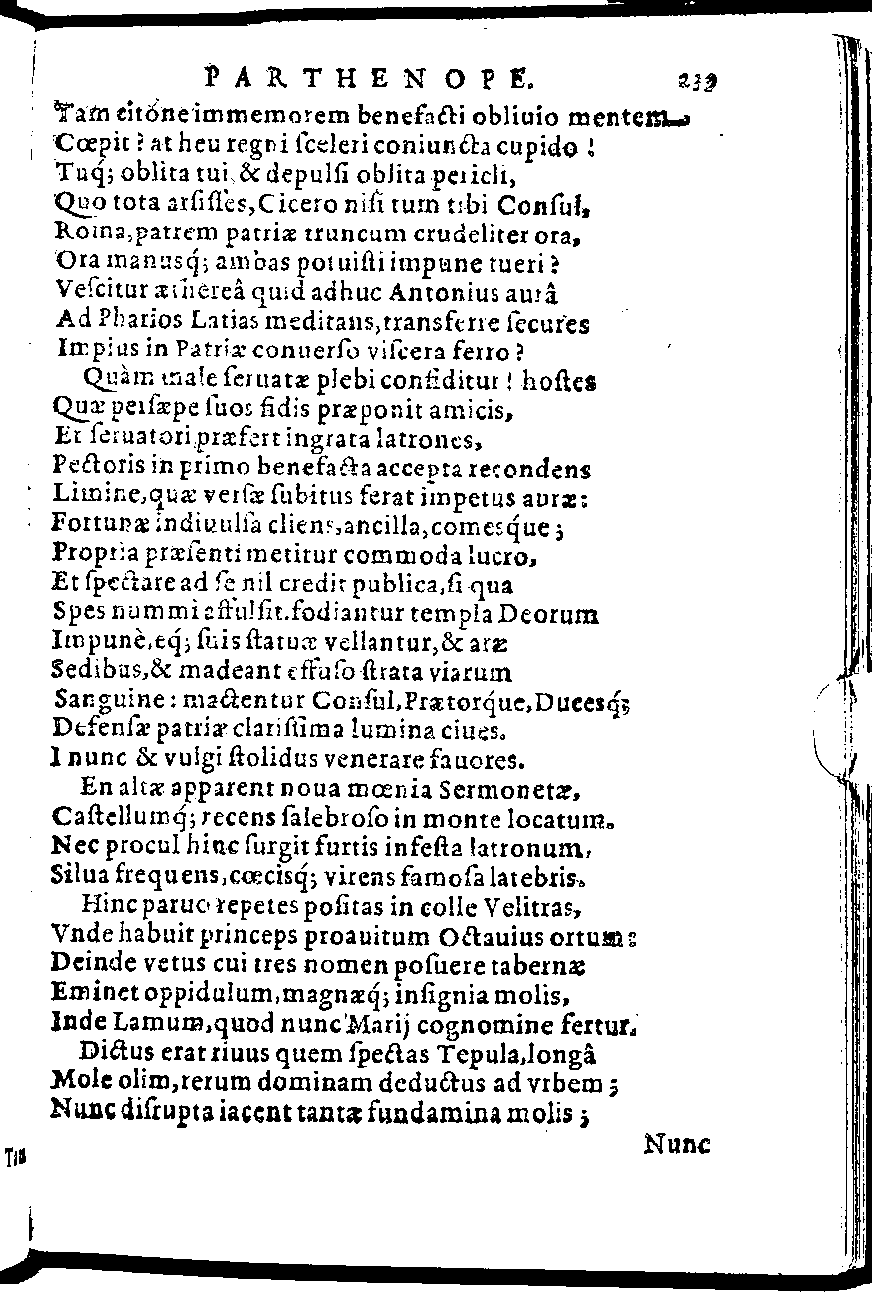 PARTHENOPE. 239
Tam citóne immemorem benefacti obliuio mentem
Cœpit? at heu regni ſceleri coniuncta cupido!
Tuq́; oblita tui, & depulſi oblita pericli,
Quo tota arſiſſes, Cicero niſi tum tibi Conſul,
Roma, patrem patriæ truncum crudeliter ora,
Ora manusq́; ambas potuiſti impune tueri?
Veſcitur æthereâ quid adhuc Antonius aurâ
Ad Pharios Latias meditans, transferre ſecures
Impius in Patriæ conuerſo viſcera ferro?
Quàm male ſeruatæ plebi confiditur! hoſtes
Quæ perſæpe ſuos fidis præponit amicis,
Et ſeruatori præfert ingrata latrones,
Pectoris in primo benefacta accepta recondens
Limine, quæ verſæ ſubitus ferat impetus auræ:
Fortunæ indiuulſa cliens, ancilla, comesq́ue;
Propria præſenti metitur commoda lucro,
Et ſpectare ad ſe nil credit publica, ſi qua
Spes nummi effulſit. fodiantur templa Deorum
Impunè, eq́; ſuis ſtatuæ vellantur, & aræ
Sedibus, & madeant effuſo ſtrata viarum
Sanguine: mactentur Conſul, Prætorq́ue, Ducesq́;
Defenſæ patriæ clariſſima lumina ciues.
I nunc & vulgi ſtolidus venerare fauores.
En altæ apparent noua mœnia Sermonetæ,
Caſtellumq́; recens ſalebroſo in monte locatum.
Nec procul hinc ſurgit furtis infeſta latronum,
Silua frequens, cœcisq́; virens famoſa latebris.
Hinc paruo repetes poſitas in colle Velitras,
Vnde habuit princeps proauitum Octauius ortum:
Deinde vetus cui tres nomen poſuere tabernæ
Eminet oppidulum, magnæq́; inſignia molis,
Inde Lamum, quod nunc Marij cognomine fertur.
Dictus erat riuus quem ſpectas Tepula, longâ
Mole olim, rerum dominam deductus ad vrbem;
Nunc diſrupta iacent tantæ fundamina molis;
Nunc